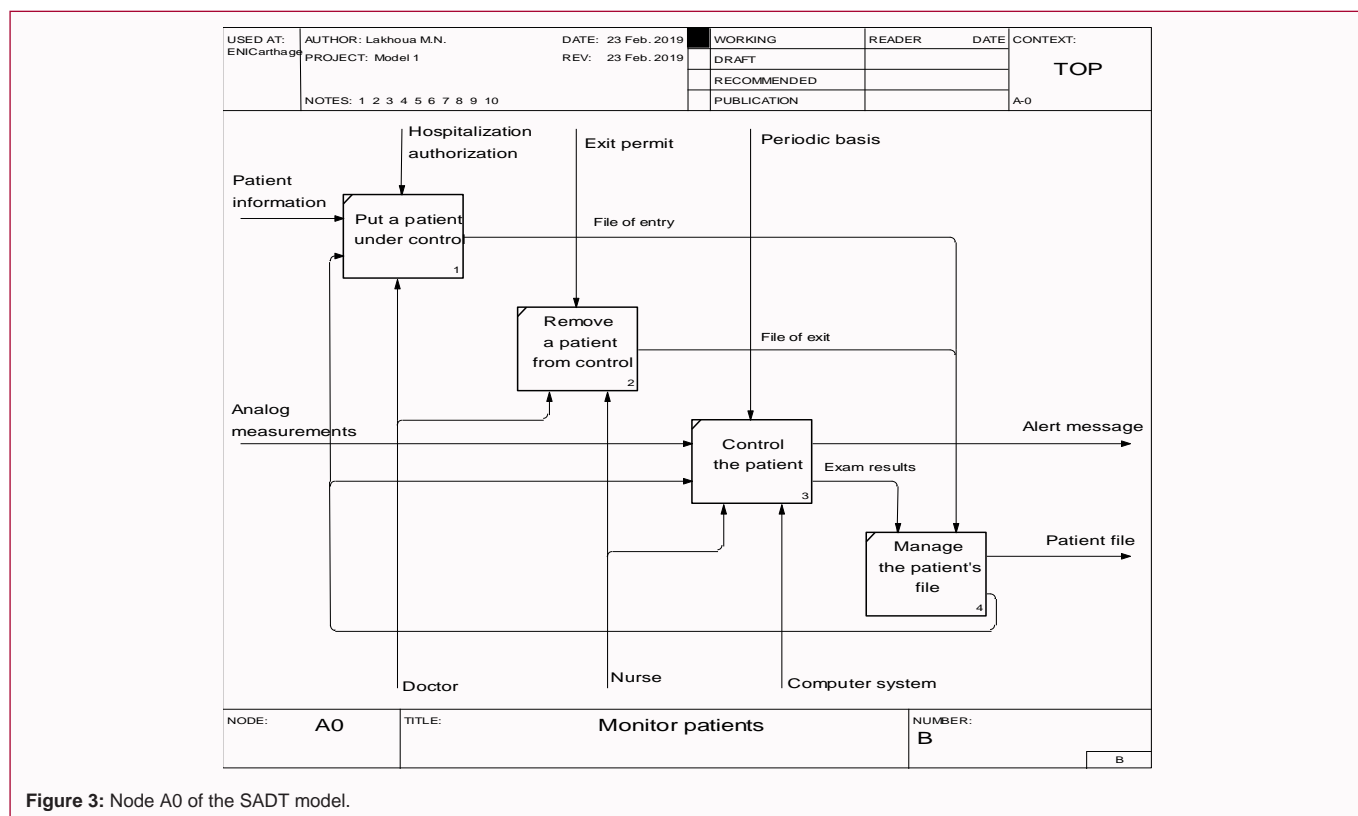 USED AT:
ENICarthage
AUTHOR: Lakhoua M.N.
DATE: 23 Feb. 2019
PROJECT: Model 1
REV: 23 Feb. 2019
NOTES: 1 2 3 4 5 6 7 8 9 10
WORKING
DRAFT
RECOMMENDED
PUBLICATION
READER DATE
CONTEXT:
TOP
A-0
Hospitalization
authorization
Exit permit
Periodic basis
Patient
information
Put a patient
under control
1
File of entry
Remove
a patient
from control
2
File of exit
Analog
measurements
Control
the patient
3
Alert message
Exam results
Manage
the patient's
file
4
Patient file
Doctor
Nurse
Computer system
NODE:
A0
TITLE:
Monitor patients
NUMBER:
B
B
Figure 3: Node A0 of the SADT model.